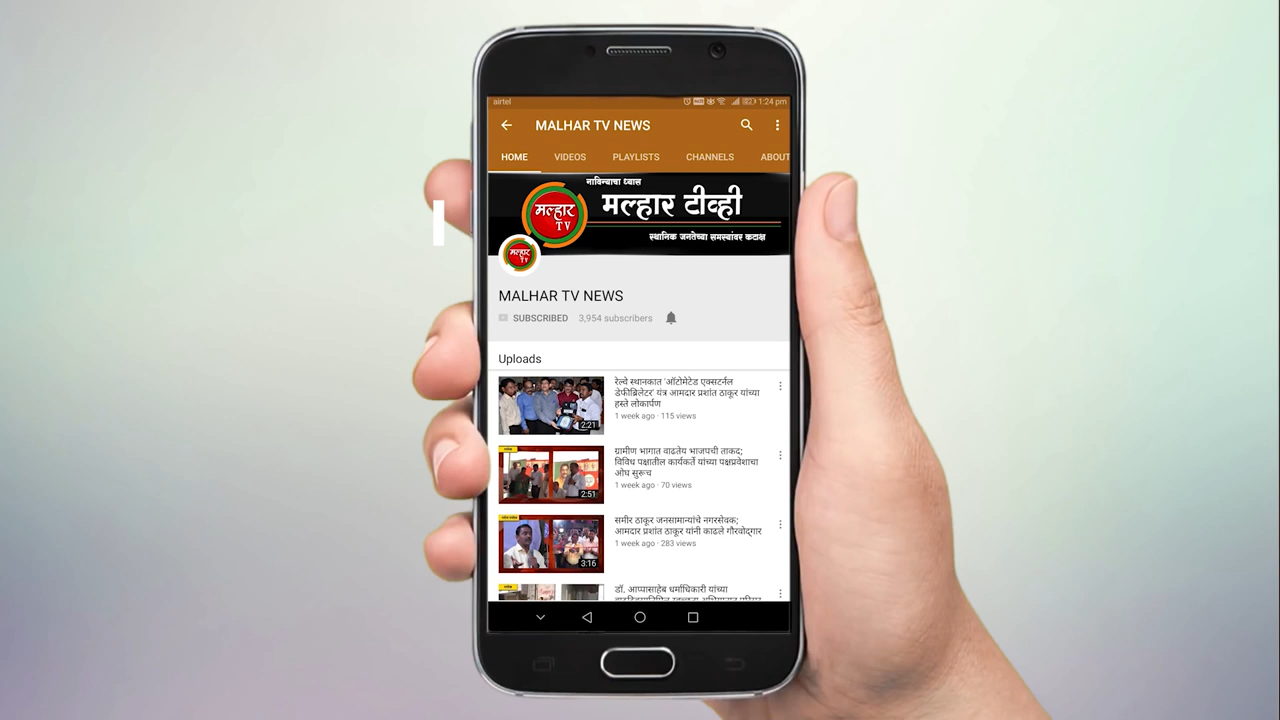 airtel
1:24 pm
MALHAR TV NEWS
HOME VIDEOS PLAYLISTS CHANNELS ABOUT
नाविन्याचा ध्यास
मल्हार टीव्ही
मल्हार
TV
स्थानिक जनतेच्या समस्यांवर कटाक्ष
मल्हार
TV
MALHAR TV NEWS
SUBSCRIBED 3,954 subscribers
Uploads
रेल्वे स्थानकात 'ऑटोमेटेड एक्सटर्नल
डेफीब्रिलेटर' यंत्र आमदार प्रशांत ठाकूर यांच्या
हस्ते लोकार्पण
1 week ago · 115 views
2:21
ग्रामीण भागात वाढतेय भाजपची ताकद;
विविध पक्षातील कार्यकर्ते यांच्या पक्षप्रवेशाचा
ओघ सुरूच
1 week ago · 70 views
2:51
समीर ठाकूर जनसामान्यांचे नगरसेवक;
आमदार प्रशांत ठाकूर यांनी काढले गौरवोद्गार
1 week ago · 283 views
3:16
डॉ. आप्पासाहेब धर्माधिकारी यांच्या